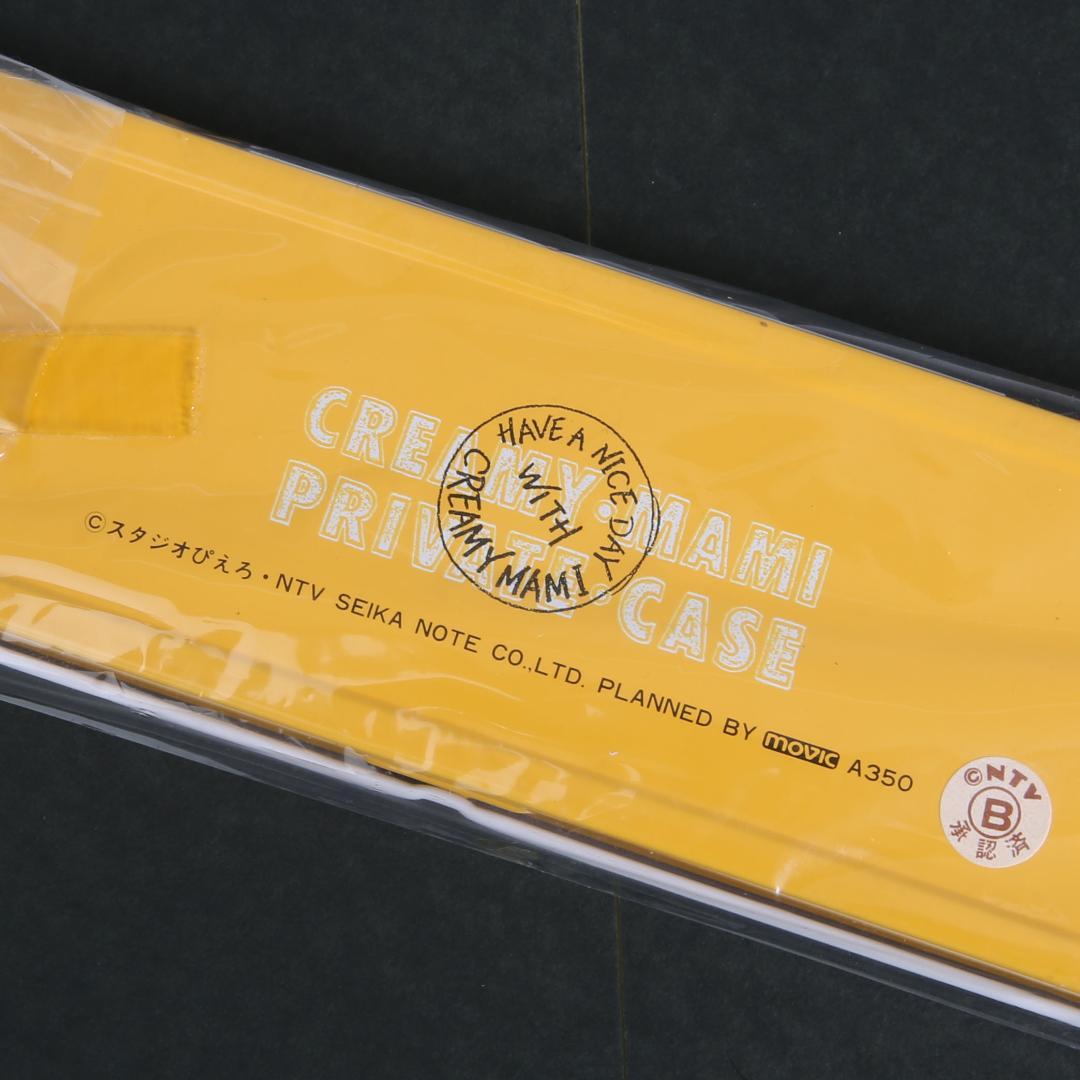 CREAMY・MAMI
PRIVATE・CASE
HAVE A NICE DAY
WITH
CREAMY MAMI
©スタジオぴえろ・NTV SEIKA NOTE CO.,LTD. PLANNED BY movic A350
©NTV
B
承認済